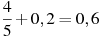 4/5 + 0,2 = 0,6